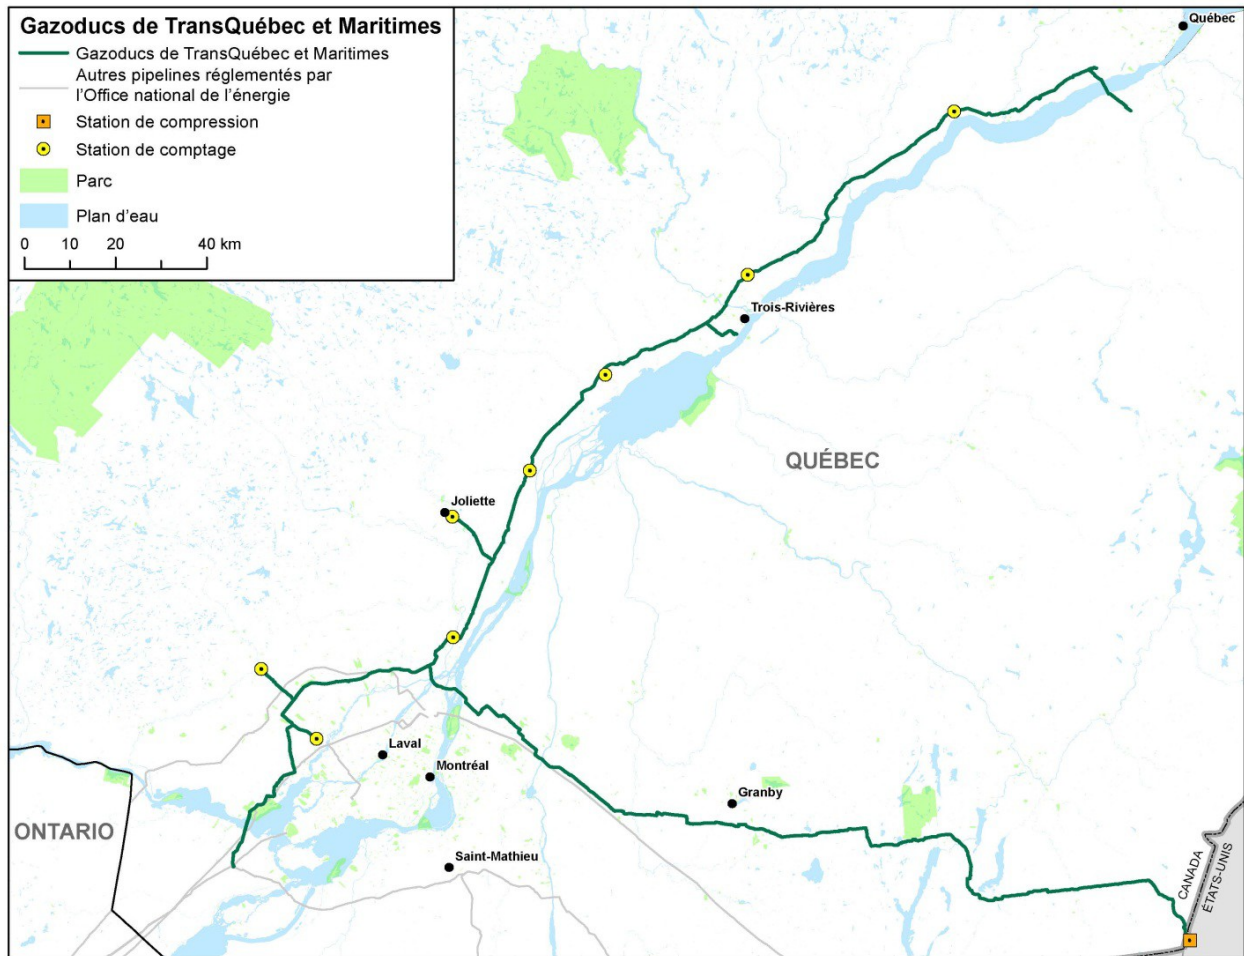 Gazoducs de TransQuébec et Maritimes
Gazoducs de TransQuébec et Maritimes
Autres pipelines réglementés par
l'Office national de l'énergie
Station de compression
Station de comptage
Parc
Plan d'eau
0 10 20 40 km
Québec
Trois-Rivières
QUÉBEC
Joliette
Laval
Montréal
Granby
ONTARIO
Saint-Mathieu
CANADA
ÉTATS-UNIS